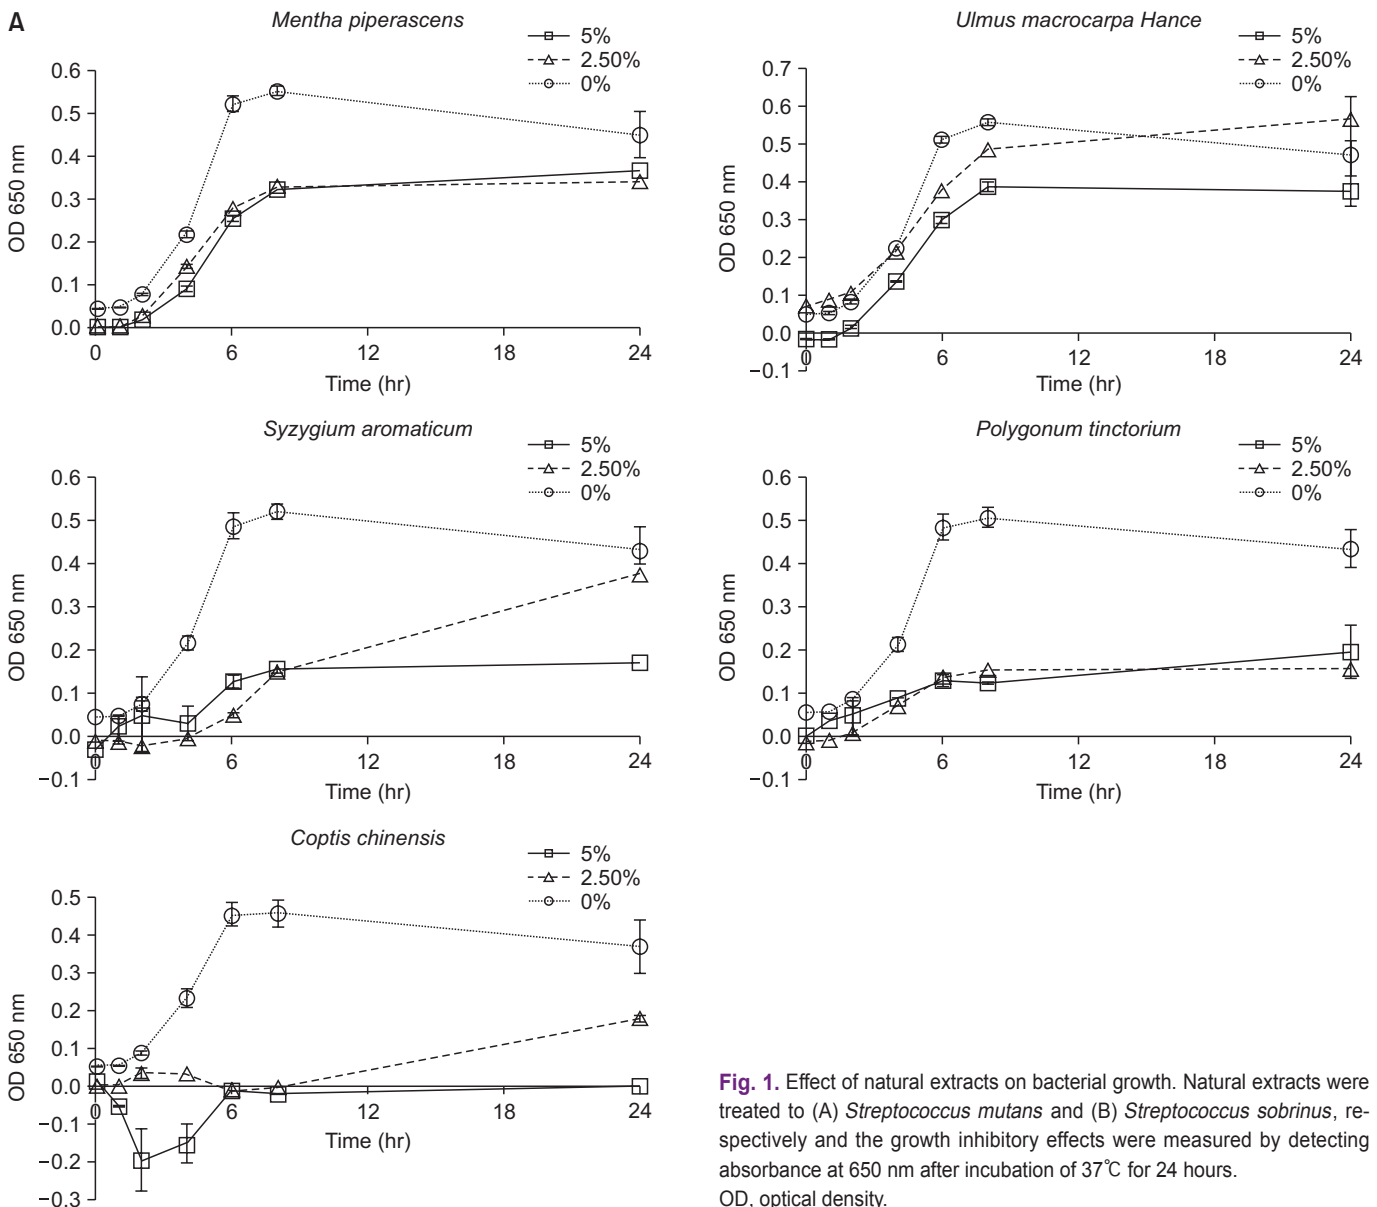 A
Mentha piperascens
5%
2.50%
0%
0.6
0.5
0.4
0.3
0.2
0.1
0.0
OD 650 nm
0 6 12 18 24
Time (hr)
Ulmus macrocarpa Hance
5%
2.50%
0%
0.7
0.6
0.5
0.4
0.3
0.2
0.1
0.0
−0.1
OD 650 nm
0 6 12 18 24
Time (hr)
Syzygium aromaticum
5%
2.50%
0%
0.6
0.5
0.4
0.3
0.2
0.1
0.0
−0.1
OD 650 nm
0 6 12 18 24
Time (hr)
Polygonum tinctorium
5%
2.50%
0%
0.6
0.5
0.4
0.3
0.2
0.1
0.0
−0.1
OD 650 nm
0 6 12 18 24
Time (hr)
Coptis chinensis
5%
2.50%
0%
0.5
0.4
0.3
0.2
0.1
0.0
−0.1
−0.2
−0.3
OD 650 nm
0 6 12 18 24
Time (hr)
Fig. 1. Effect of natural extracts on bacterial growth. Natural extracts were
treated to (A) Streptococcus mutans and (B) Streptococcus sobrinus, re-
spectively and the growth inhibitory effects were measured by detecting
absorbance at 650 nm after incubation of 37℃ for 24 hours.
OD, optical density.